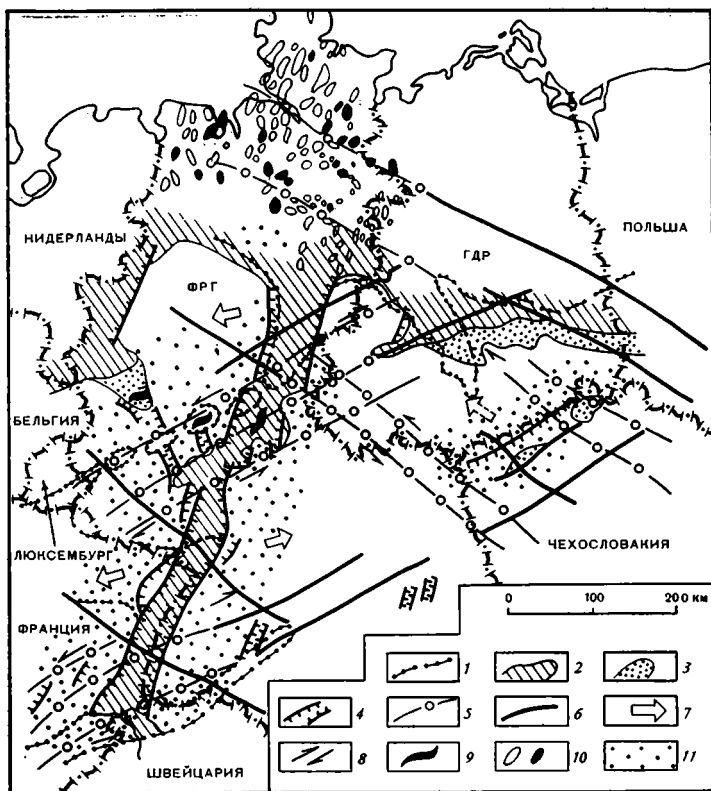 НИДЕРЛАНДЫ
ПОЛЬША
ГДР
ФРГ
БЕЛЬГИЯ
ЛЮКСЕМБУРГ
ЧЕХОСЛОВАКИЯ
ФРАНЦИЯ
ШВЕЙЦАРИЯ
0 100 200 км
1 2 3
4 5 6 7
8 9 10 11